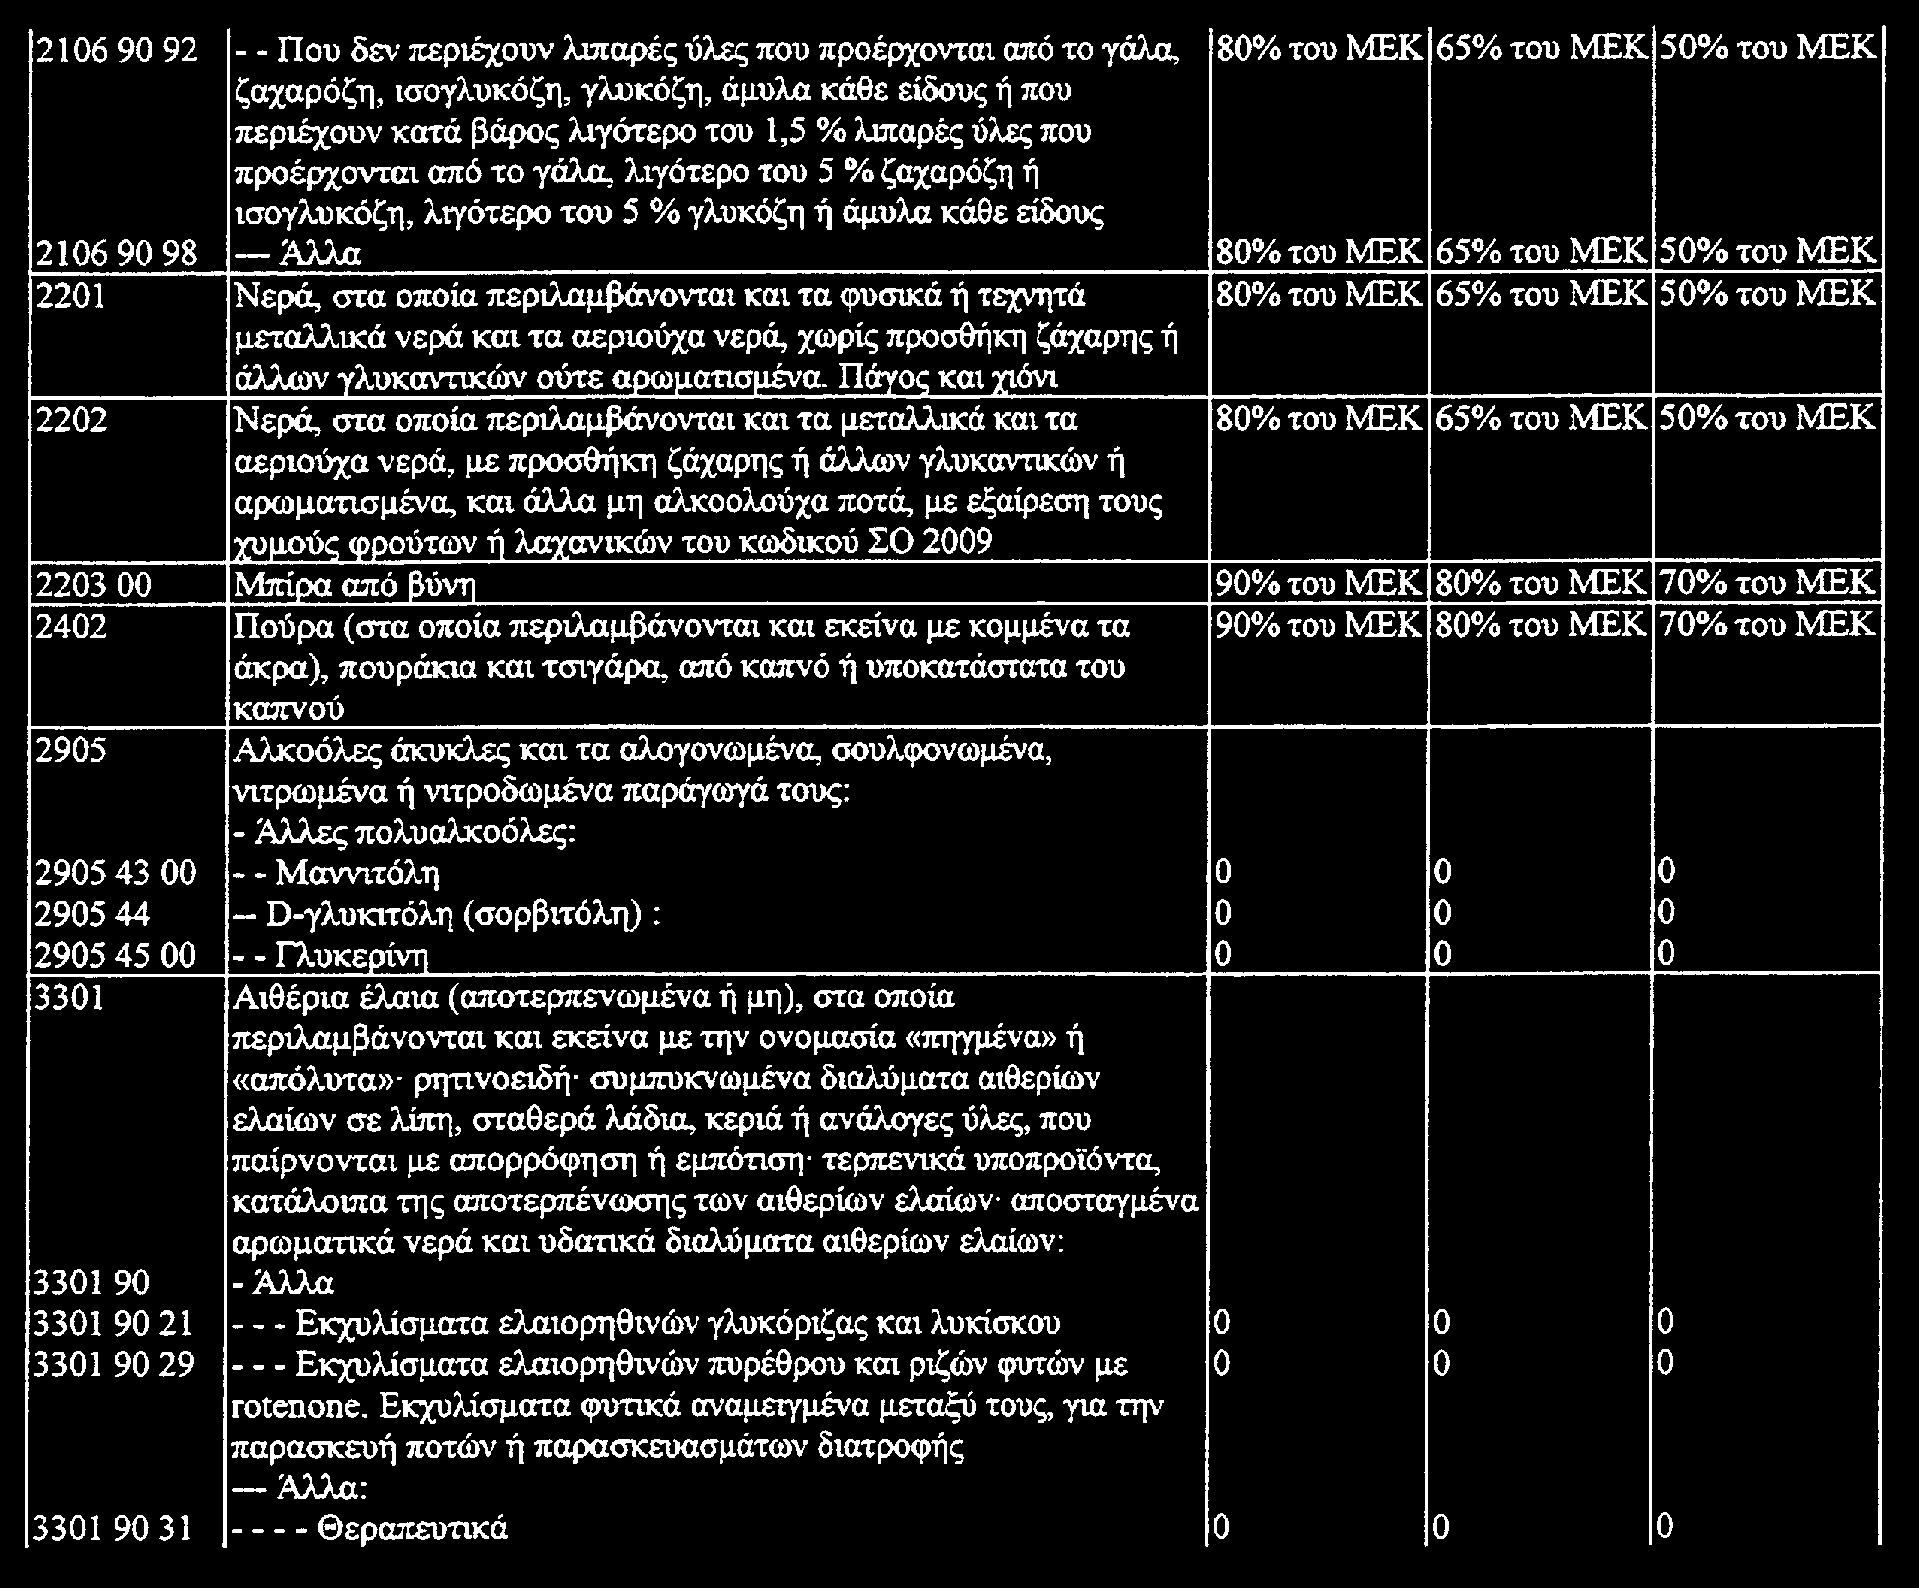 2106 90 92 - - Που δεν περιέχουν λιπαρές ύλες που προέρχονται από το γάλα, 80% του ΜΕΚ 65% του ΜΕΚ 50% του ΜΕΚ
ζαχαρόζη, ισογλυκόζη, γλυκόζη, άμυλα κάθε είδους ή που
περιέχουν κατά βάρος λιγότερο του 1,5 % λιπαρές ύλες που
προέρχονται από το γάλα, λιγότερο του 5 % ζαχαρόζη ή
ισογλυκόζη, λιγότερο του 5 % γλυκόζη ή άμυλα κάθε είδους
2106 90 98 — Άλλα 80% του ΜΕΚ 65% του ΜΕΚ 50% του ΜΕΚ
2201 Νερά, στα οποία περιλαμβάνονται και τα φυσικά ή τεχνητά 80% του ΜΕΚ 65% του ΜΕΚ 50% του ΜΕΚ
μεταλλικά νερά και τα αεριούχα νερά, χωρίς προσθήκη ζάχαρης ή
άλλων γλυκαντικών ούτε αρωματισμένα. Πάγος και χιόνι
2202 Νερά, στα οποία περιλαμβάνονται και τα μεταλλικά και τα 80% του ΜΕΚ 65% του ΜΕΚ 50% του ΜΕΚ
αεριούχα νερά, με προσθήκη ζάχαρης ή άλλων γλυκαντικών ή
αρωματισμένα, και άλλα μη αλκοολούχα ποτά, με εξαίρεση τους
χυμούς φρούτων ή λαχανικών του κωδικού ΣΟ 2009
2203 00 Μπίρα από βύνη 90% του ΜΕΚ 80% του ΜΕΚ 70% του ΜΕΚ
2402 Πούρα (στα οποία περιλαμβάνονται και εκείνα με κομμένα τα 90% του ΜΕΚ 80% του ΜΕΚ 70% του ΜΕΚ
άκρα), πουράκια και τσιγάρα, από καπνό ή υποκατάστατα του
καπνού
2905 Αλκοόλες άκυκλες και τα αλογονωμένα, σουλφονωμένα,
νιτρωμένα ή νιτροδωμένα παράγωγά τους:
- Άλλες πολυαλκοόλες:
2905 43 00 - - Μαννιτόλη 0 0 0
2905 44 -- D-γλυκιτόλη (σορβιτόλη) : 0 0 0
2905 45 00 - - Γλυκερίνη 0 0 0
3301 Αιθέρια έλαια (αποτερπενωμένα ή μη), στα οποία
περιλαμβάνονται και εκείνα με την ονομασία «πηγμένα» ή
«απόλυτα»· ρητινοειδή· συμπυκνωμένα διαλύματα αιθερίων
ελαίων σε λίπη, σταθερά λάδια, κεριά ή ανάλογες ύλες, που
παίρνονται με απορρόφηση ή εμπότιση· τερπενικά υποπροϊόντα,
κατάλοιπα της αποτερπένωσης των αιθερίων ελαίων· αποσταγμένα
αρωματικά νερά και υδατικά διαλύματα αιθερίων ελαίων:
3301 90 - Άλλα
3301 90 21 - - - Εκχυλίσματα ελαιορηθινών γλυκόριζας και λυκίσκου 0 0 0
3301 90 29 - - - Εκχυλίσματα ελαιορηθινών πυρέθρου και ριζών φυτών με 0 0 0
rotenone. Εκχυλίσματα φυτικά αναμειγμένα μεταξύ τους, για την
παρασκευή ποτών ή παρασκευασμάτων διατροφής
— Άλλα:
3301 90 31 - - - - Θεραπευτικά 0 0 0